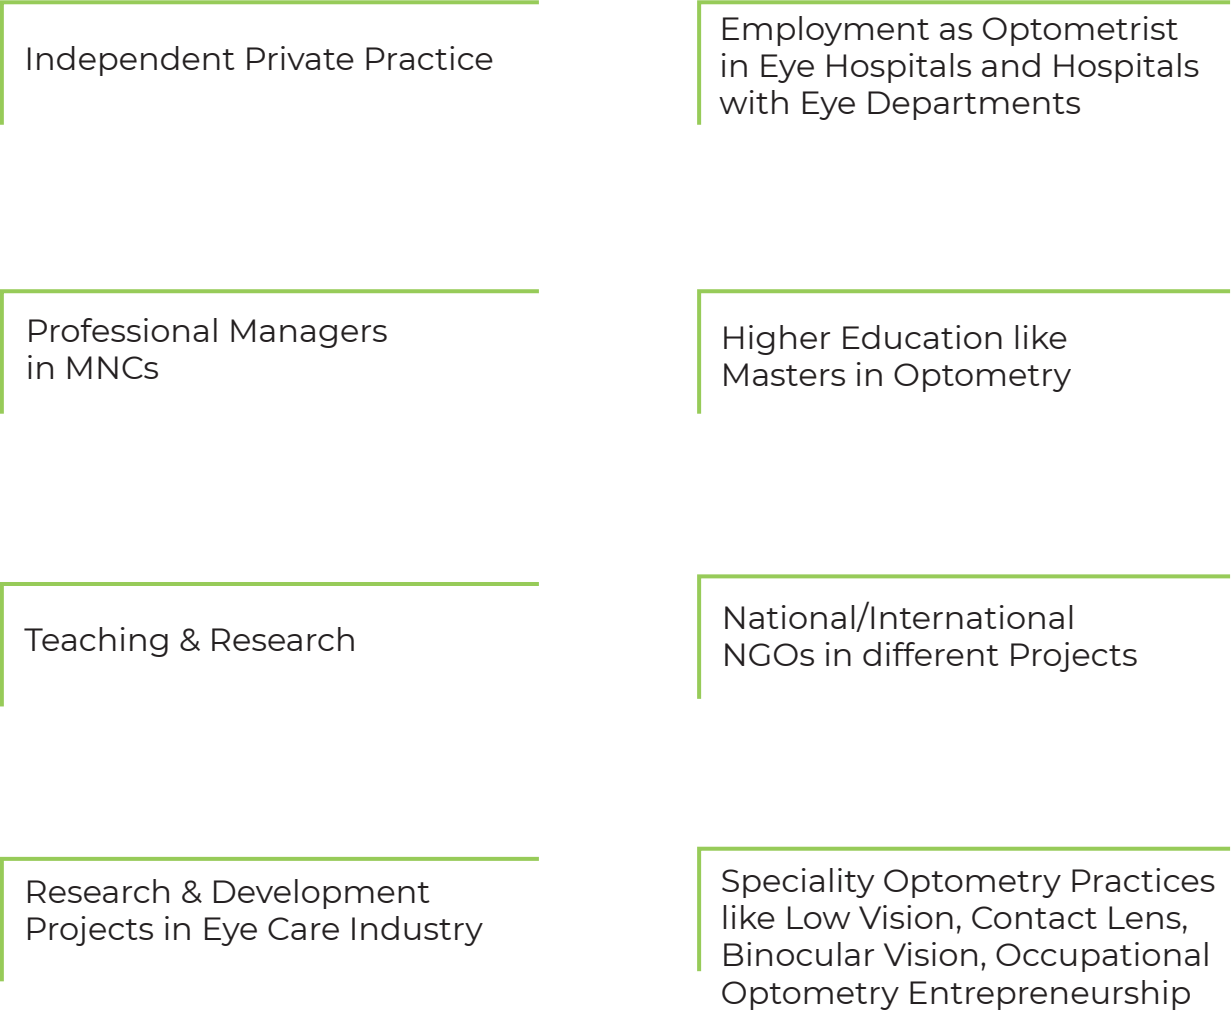 Independent Private Practice
Employment as Optometrist
in Eye Hospitals and Hospitals
with Eye Departments
Professional Managers
in MNCs
Higher Education like
Masters in Optometry
Teaching & Research
National/International
NGOs in different Projects
Research & Development
Projects in Eye Care Industry
Speciality Optometry Practices
like Low Vision, Contact Lens,
Binocular Vision, Occupational
Optometry Entrepreneurship